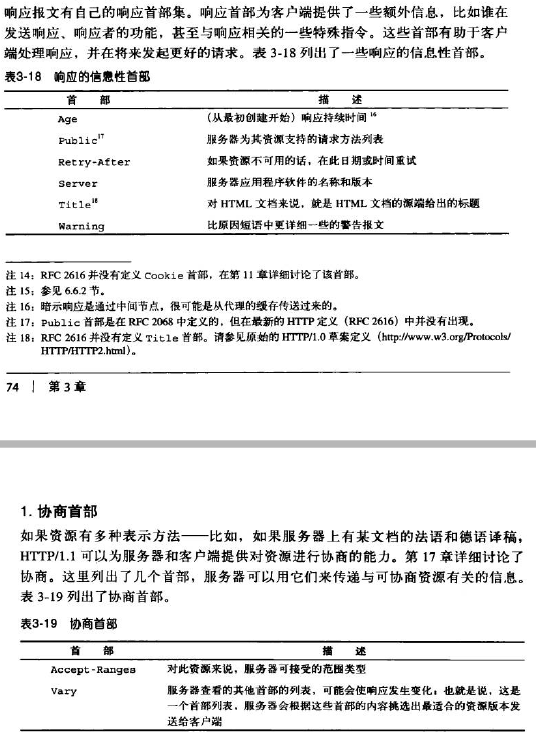 响应报文有自己的响应首部集。响应首部为客户端提供了一些额外信息，比如谁在
发送响应、响应者的功能，甚至与响应相关的一些特殊指令。这些首部有助于客户
端处理响应，并在将来发起更好的请求。表 3-18 列出了一些响应的信息性首部。
表3-18 响应的信息性首部
首 部 描 述
Age （从最初创建开始）响应持续时间16
Public17 服务器为其资源支持的请求方法列表
Retry-After 如果资源不可用的话，在此日期或时间重试
Server 服务器应用程序软件的名称和版本
Title18 对 HTML 文档来说，就是 HTML 文档的源端给出的标题
Warning 比原因短语中更详细一些的警告报文
注 14：RFC 2616 并没有定义 Cookie 首部，在第 11 章详细讨论了该首部。
注 15：参见 6.6.2 节。
注 16：暗示响应是通过中间节点，很可能是从代理的缓存传送过来的。
注 17：Public 首部是在 RFC 2068 中定义的，但在最新的 HTTP 定义（RFC 2616）中并没有出现。
注 18：RFC 2616 并没有定义 Title 首部。请参见原始的 HTTP/1.0 草案定义（http://www.w3.org/Protocols/
HTTP/HTTP2.html）。
74 | 第 3 章
1. 协商首部
如果资源有多种表示方法——比如，如果服务器上有某文档的法语和德语译稿，
HTTP/1.1 可以为服务器和客户端提供对资源进行协商的能力。第 17 章详细讨论了
协商。这里列出了几个首部，服务器可以用它们来传递与可协商资源有关的信息。
表 3-19 列出了协商首部。
表3-19 协商首部
首 部 描 述
Accept-Ranges 对此资源来说，服务器可接受的范围类型
Vary 服务器查看的其他首部的列表，可能会使响应发生变化；也就是说，这是
一个首部列表，服务器会根据这些首部的内容挑选出最适合的资源版本发
送给客户端